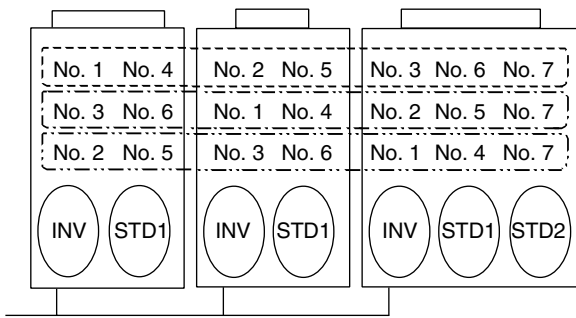 No. 1 No. 4 No. 2 No. 5 No. 3 No. 6 No. 7
No. 3 No. 6 No. 1 No. 4 No. 2 No. 5 No. 7
No. 2 No. 5 No. 3 No. 6 No. 1 No. 4 No. 7
INV STD1 INV STD1 INV STD1 STD2